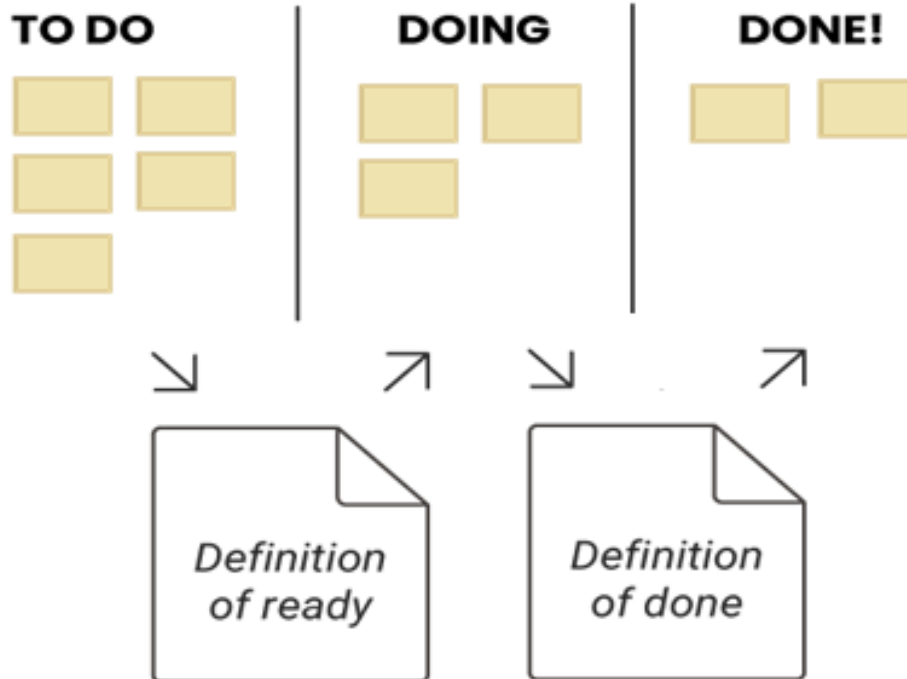 TO DO
DOING
DONE!
Definition
of ready
Definition
of done